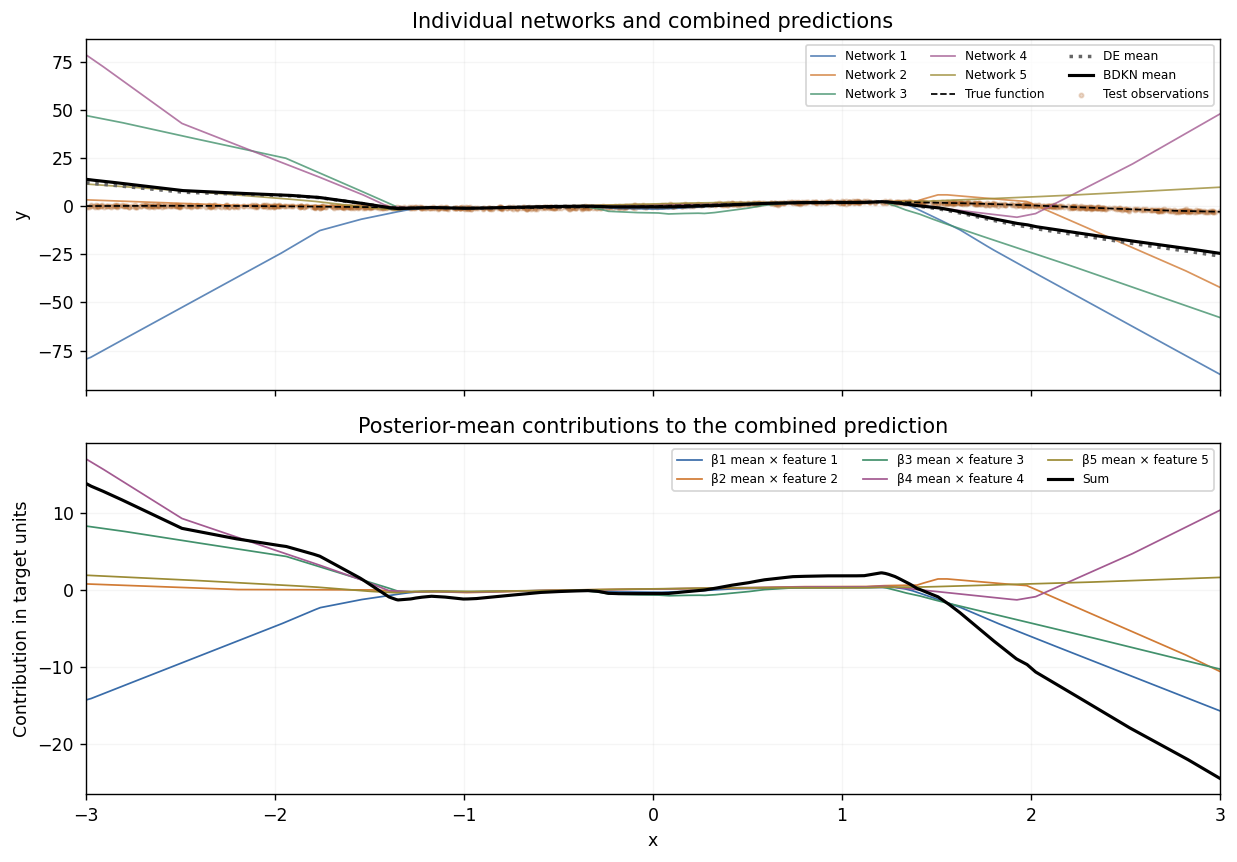 Individual networks and combined predictions
Network 1
Network 2
Network 3
Network 4
Network 5
True function
DE mean
BDKN mean
Test observations
75
50
25
0
−25
−50
−75
y
Posterior-mean contributions to the combined prediction
β1 mean × feature 1
β2 mean × feature 2
β3 mean × feature 3
β4 mean × feature 4
β5 mean × feature 5
Sum
10
0
−10
−20
Contribution in target units
−3
−2
−1
0
1
2
3
x